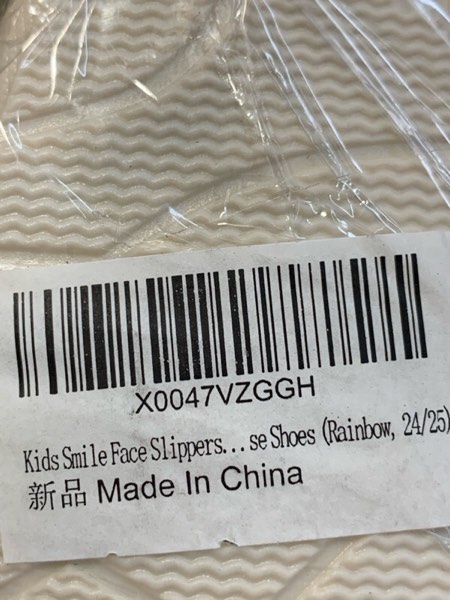 X0047VZGGH
Kids Smile Face Slippers...se Shoes (Rainbow, 24/25)
新品 Made In China